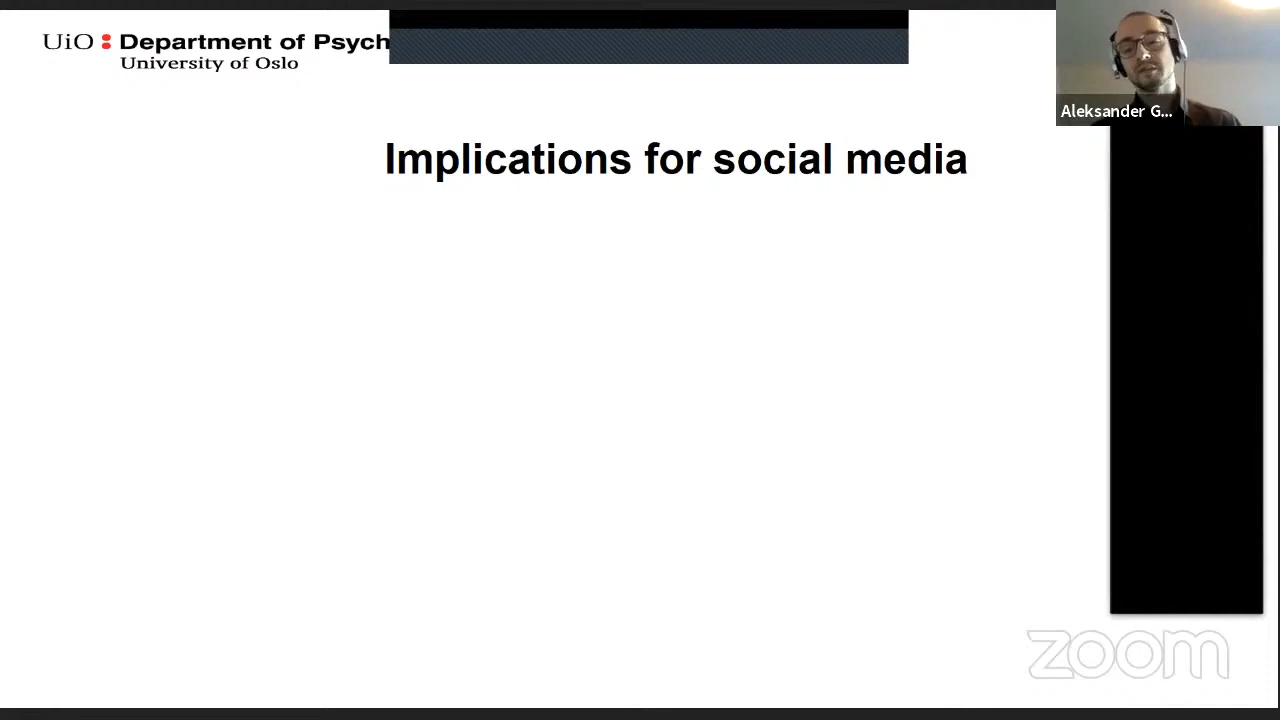 UiO : Department of Psych
University of Oslo
Aleksander G...
Implications for social media
zoom